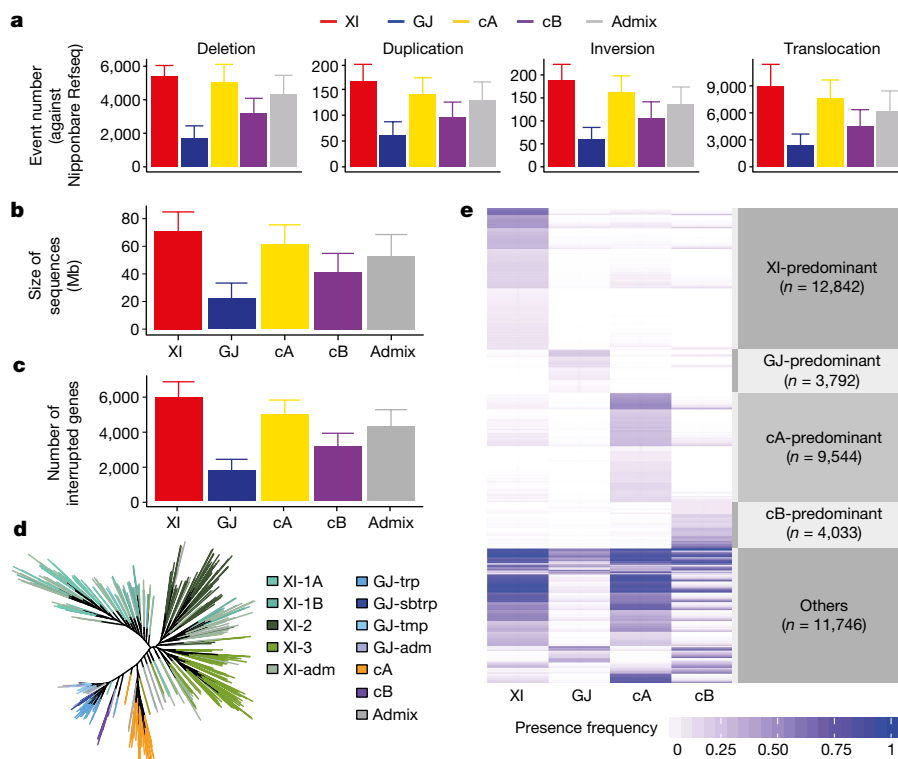 a
XI GJ cA cB Admix
Deletion Duplication Inversion Translocation
Event number
(against
Nipponbare Refseq)
6,000
4,000
2,000
0
200
150
100
50
0
200
150
100
50
0
9,000
6,000
3,000
0
b
Size of
sequences
(Mb)
80
60
40
20
0
XI GJ cA cB Admix
c
Number of
interrupted genes
6,000
4,000
2,000
0
XI GJ cA cB Admix
d
XI-1A
XI-1B
XI-2
XI-3
XI-adm
GJ-trp
GJ-sbtrp
GJ-tmp
GJ-adm
cA
cB
Admix
e
XI-predominant
(n = 12,842)
GJ-predominant
(n = 3,792)
cA-predominant
(n = 9,544)
cB-predominant
(n = 4,033)
Others
(n = 11,746)
XI GJ cA cB
Presence frequency
0 0.25 0.50 0.75 1